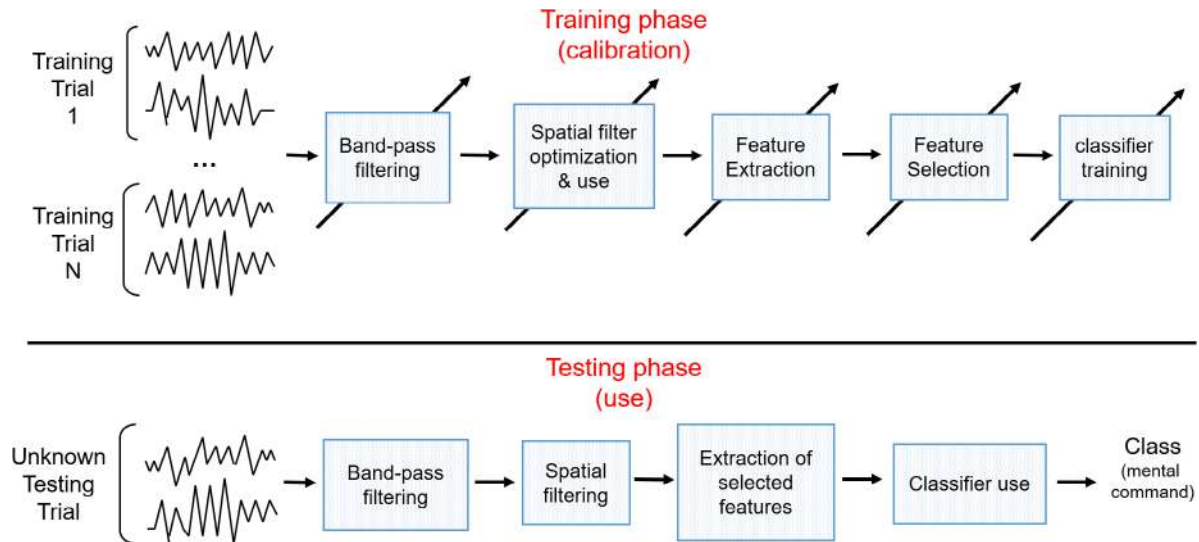 Training phase
(calibration)
Training
Trial
1
...
Training
Trial
N
Band-pass
filtering
Spatial filter
optimization
& use
Feature
Extraction
Feature
Selection
classifier
training
Testing phase
(use)
Unknown
Testing
Trial
Band-pass
filtering
Spatial
filtering
Extraction of
selected
features
Classifier use
Class
(mental
command)